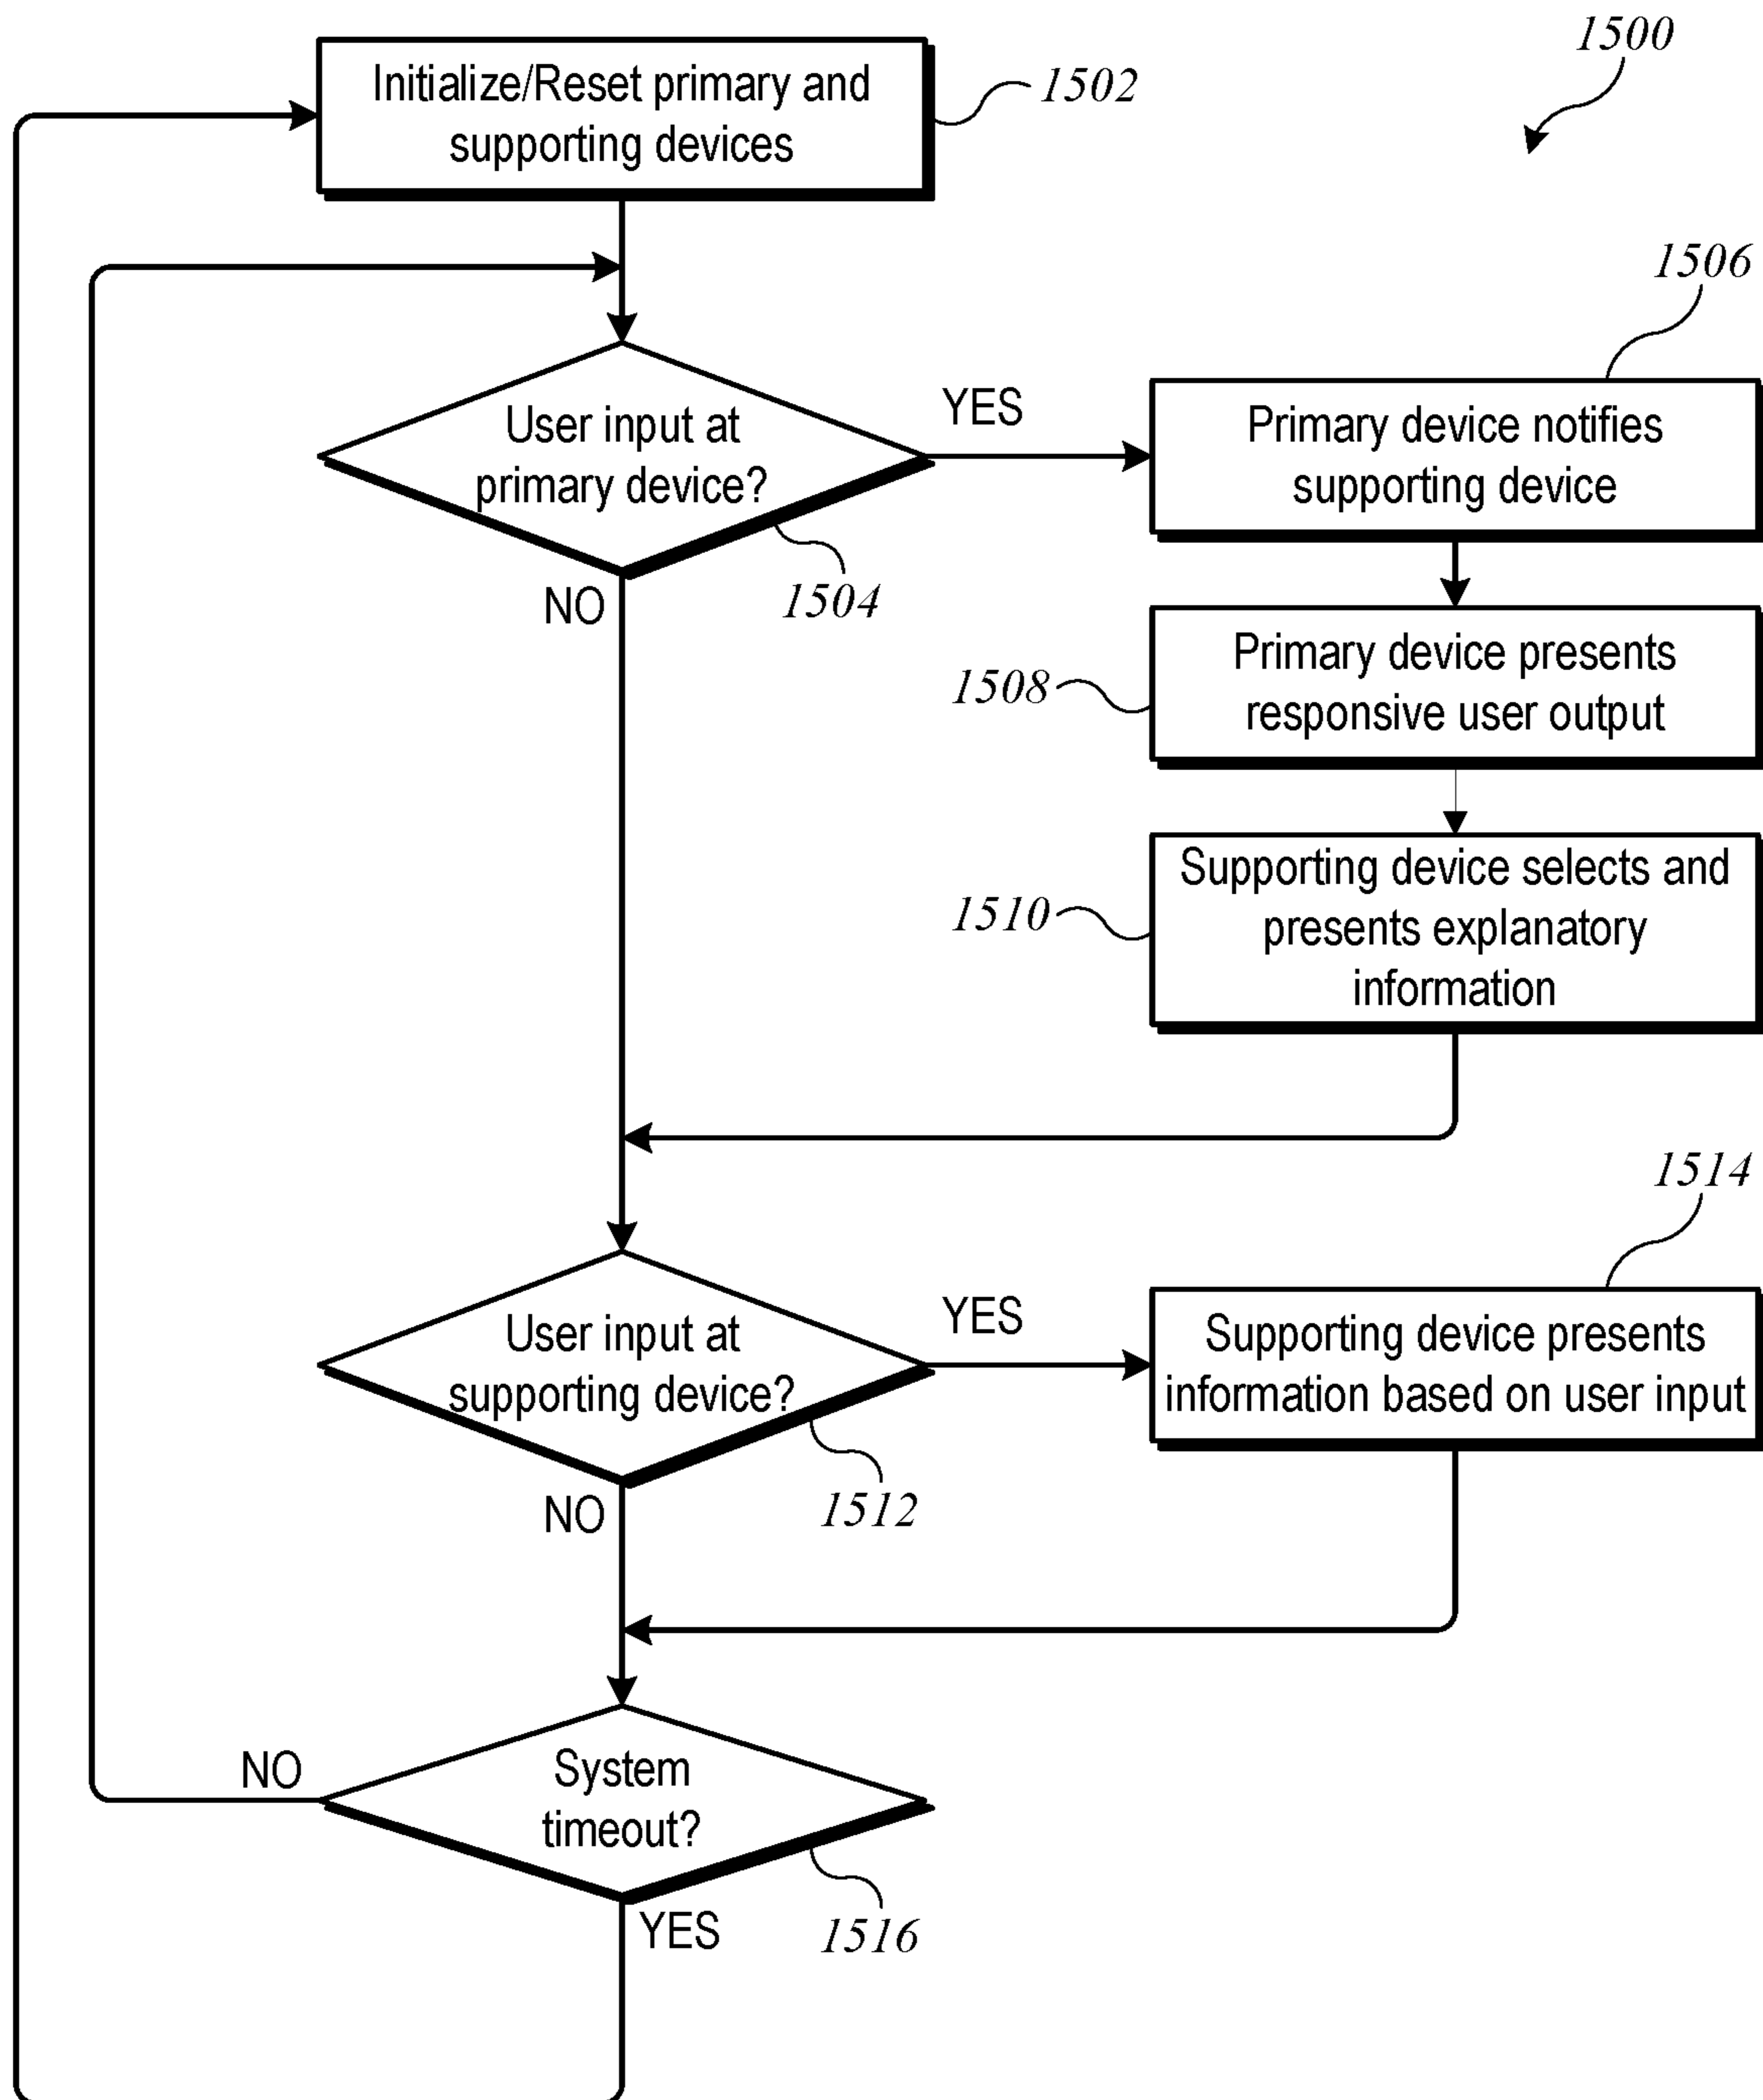 1500
Initialize/Reset primary and
supporting devices
1502
User input at
primary device?
YES
NO
1504
1506
Primary device notifies
supporting device
1508
Primary device presents
responsive user output
1510
Supporting device selects and
presents explanatory
information
User input at
supporting device?
YES
NO
1512
1514
Supporting device presents
information based on user input
System
timeout?
NO
YES
1516